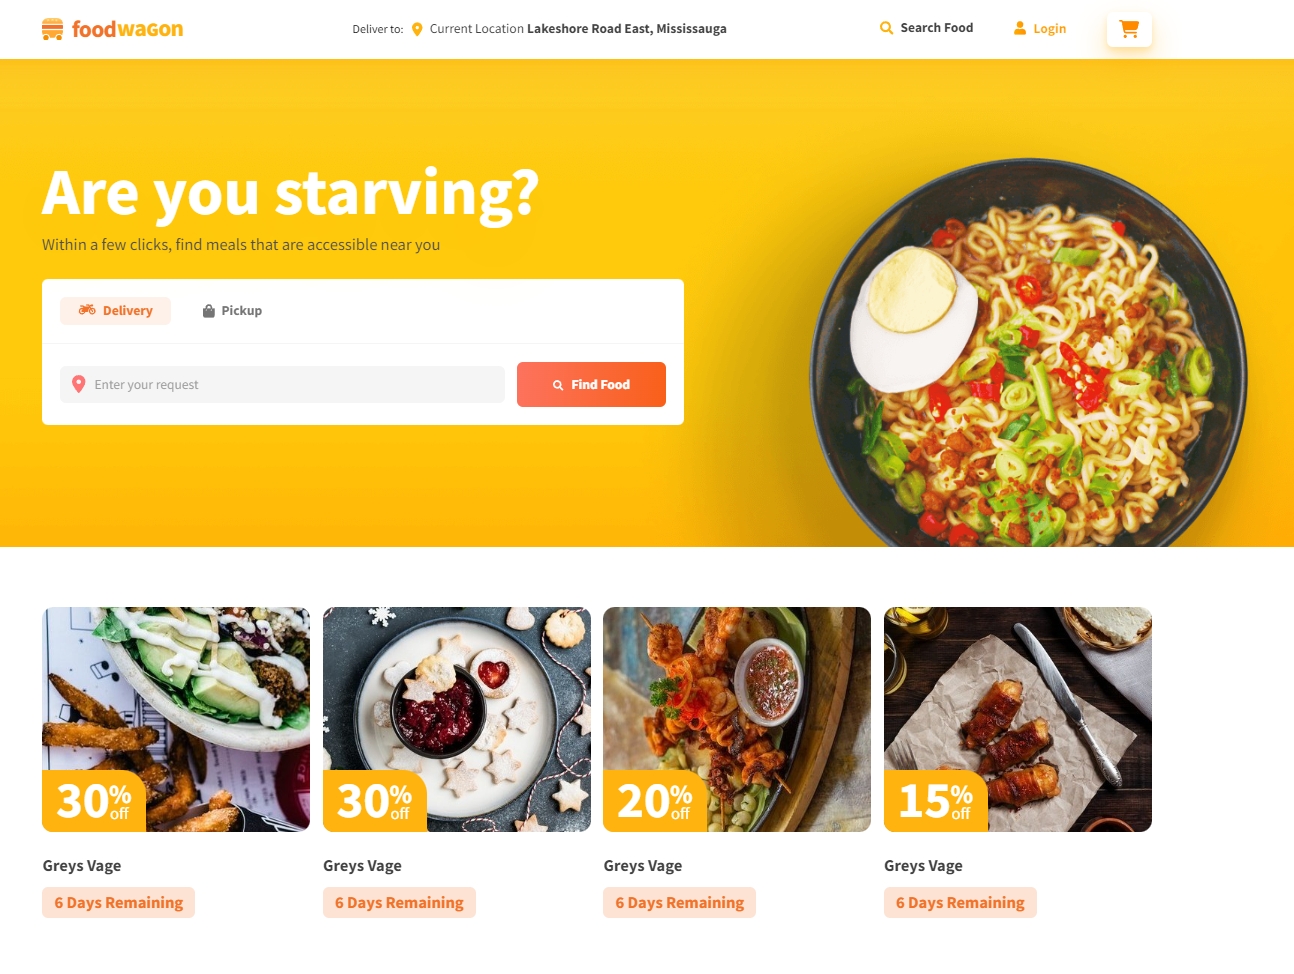 foodwagon
Deliver to: Current Location Lakeshore Road East, Mississauga
Search Food
Login
Are you starving?
Within a few clicks, find meals that are accessible near you
Delivery
Pickup
Enter your request
Find Food
30% off
30% off
20% off
15% off
Greys Vage
Greys Vage
Greys Vage
Greys Vage
6 Days Remaining
6 Days Remaining
6 Days Remaining
6 Days Remaining